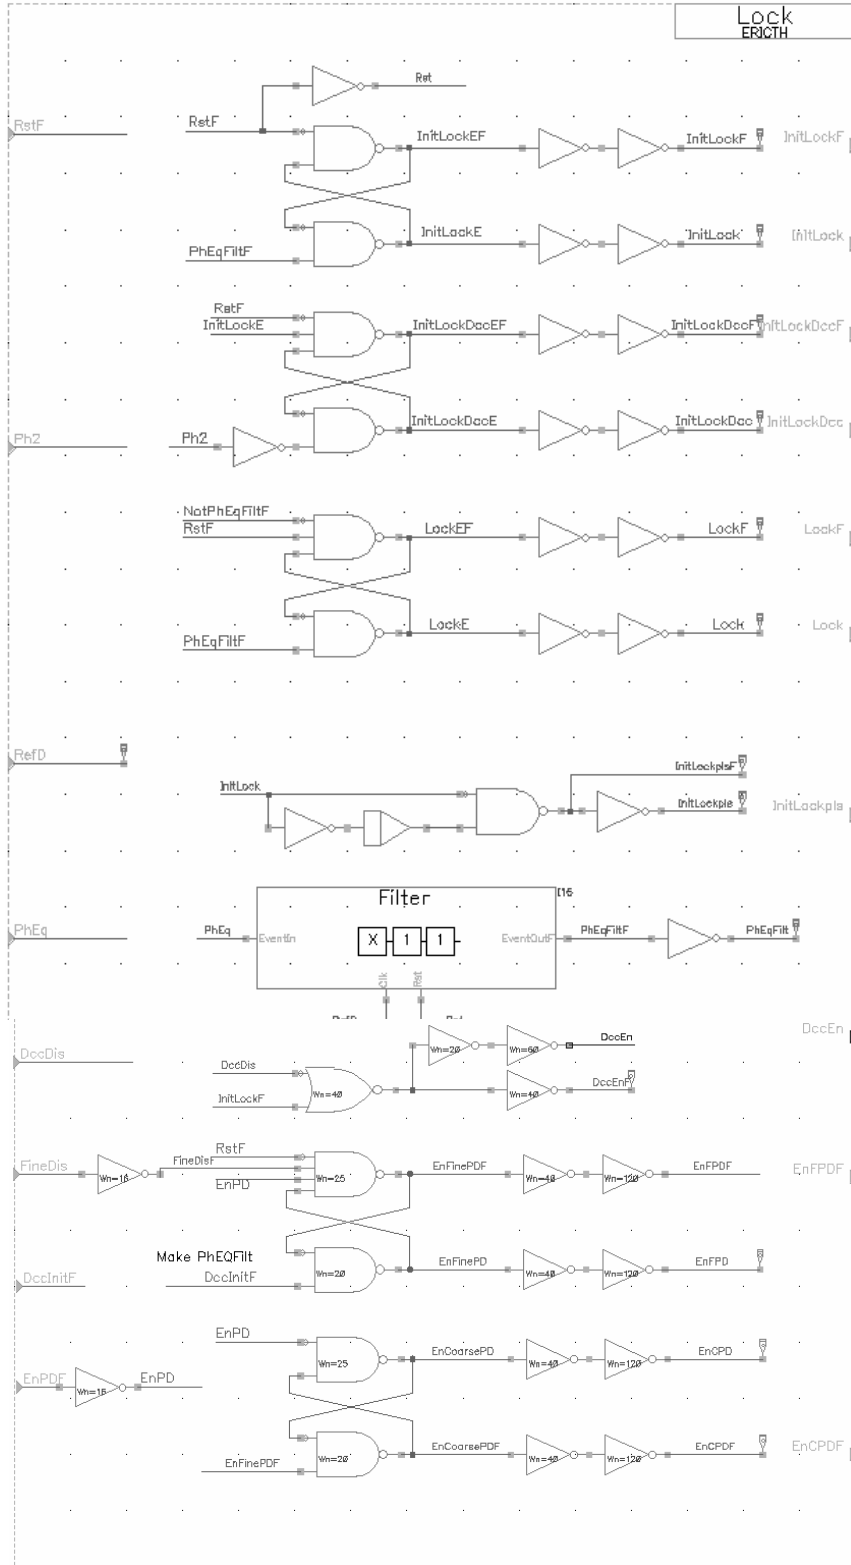 Lock
ERICTH
Rst
RstF
RstF
InitLockEF
InitLockF
InitLockF
PhEqFiltF
InitLockE
InitLock
InitLock
RstF
InitLockE
InitLockDccEF
InitLockDccF
InitLockDccF
Ph2
Ph2
InitLockDccE
InitLockDcc
InitLockDcc
NotPhEqFiltF
RstF
LockEF
LockF
LockF
PhEqFiltF
LockE
Lock
Lock
RefD
InitLock
InitLockplsF
InitLockpls
InitLockpls
Filter
I16
PhEq
PhEq
EventIn
X
1
1
EventOutF
PhEqFiltF
PhEqFilt
Clk
Rst
DccEn
DccDis
DccDis
InitLockF
Wn=40
Wn=20
Wn=60
DccEn
Wn=40
DccEnF
FineDis
Wn=16
FineDisF
RstF
EnPD
Wn=25
EnFinePDF
Wn=40
Wn=120
EnFPDF
EnFPDF
Make PhEQFilt
DccInitF
DccInitF
Wn=20
EnFinePD
Wn=40
Wn=120
EnFPD
EnPD
EnPDF
Wn=16
EnPD
Wn=25
EnCoarsePD
Wn=40
Wn=120
EnCPD
EnFinePDF
Wn=20
EnCoarsePDF
Wn=40
Wn=120
EnCPDF
EnCPDF